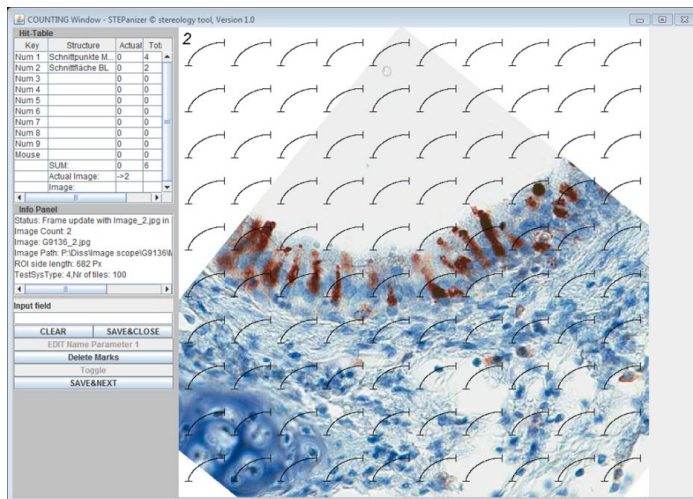 COUNTING Window - STEPanizer © stereology tool, Version 1.0
Hit-Table
Key Structure Actual Tot
Num 1 Schnittpunkte M... 0 4
Num 2 Schnittfläche BL 0 2
Num 3 0 0
Num 4 0 0
Num 5 0 0
Num 6 0 0
Num 7 0 0
Num 8 0 0
Num 9 0 0
Mouse 0 0
SUM: 0 6
Actual Image: ->2
Image:
Info Panel
Status: Frame update with Image_2.jpg in
Image Count: 2
Image: G9136_2.jpg
Image Path: P:\Diss\Image scope\G9136\
ROI side length: 682 Px
TestSysType: 4,Nr of tiles: 100
Input field
CLEAR SAVE&CLOSE
EDIT Name Parameter 1
Delete Marks
Toggle
SAVE&NEXT
2